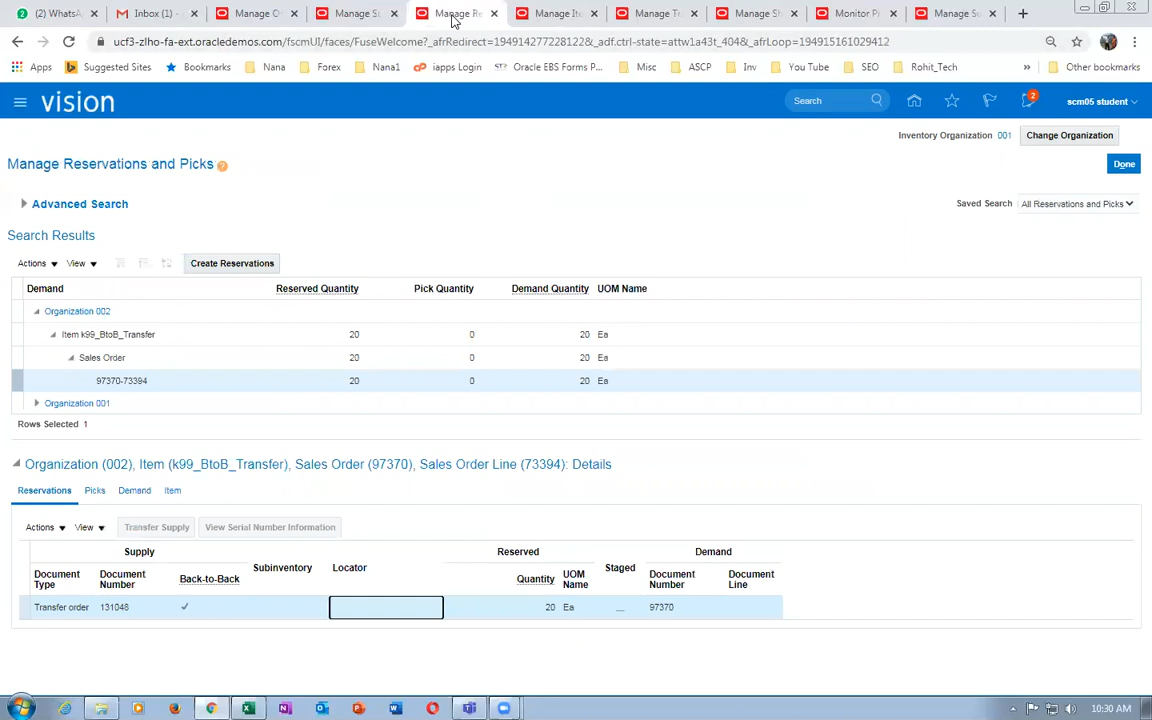 (2) WhatsA
Inbox (1) -
Manage O
Manage Su
Manage Re
Manage Ite
Manage Tr
Manage Sh
Monitor Pi
Manage Su
ucf3-zlho-fa-ext.oracledemos.com/fscmUI/faces/FuseWelcome?_afrRedirect=1949142772281228&_adf.ctrl-state=attw1a43t_404&_afrLoop=194915161029412
Apps Suggested Sites Bookmarks Nana Forex Nana1 iapps Login Oracle EBS Forms P... Misc ASCP Inv You Tube SEO Rohit_Tech » Other bookmarks
vision Search 2 scm05 student
Inventory Organization 001 Change Organization
Manage Reservations and Picks
Done
Advanced Search Saved Search All Reservations and Picks
Search Results
Actions View Create Reservations
Demand Reserved Quantity Pick Quantity Demand Quantity UOM Name
Organization 002
Item k99_BtoB_Transfer 20 0 20 Ea
Sales Order 20 0 20 Ea
97370-73394 20 0 20 Ea
Organization 001
Rows Selected 1
Organization (002), Item (k99_BtoB_Transfer), Sales Order (97370), Sales Order Line (73394): Details
Reservations Picks Demand Item
Actions View Transfer Supply View Serial Number Information
Supply Reserved Demand
Document Type Document Number Back-to-Back Subinventory Locator Quantity UOM Name Staged Document Number Document Line
Transfer order 131048 20 Ea 97370
10:30 AM